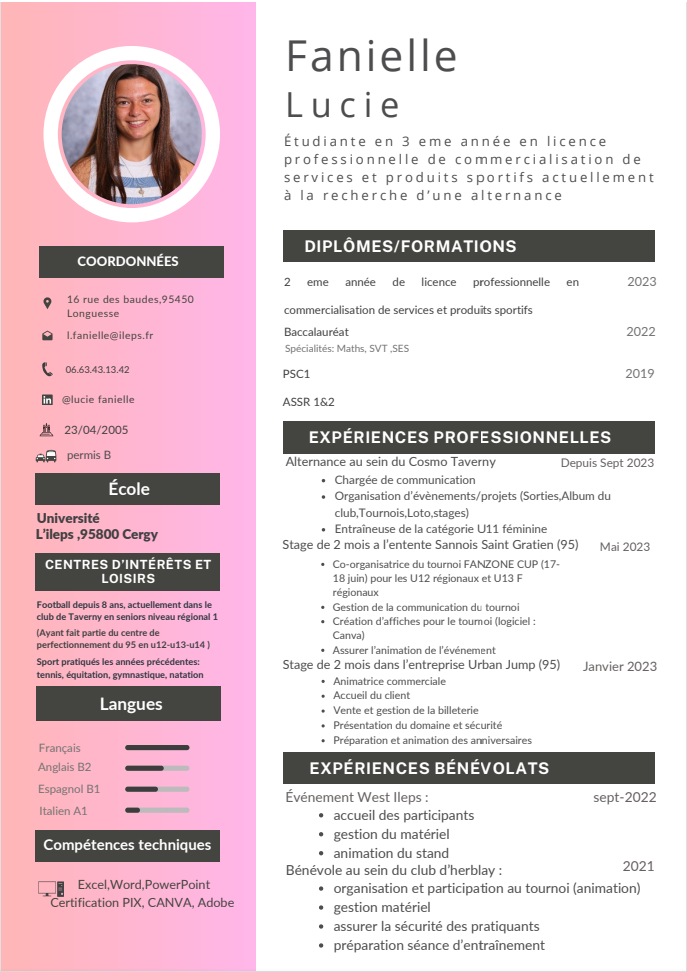 Fanielle
Lucie
Étudiante en 3 eme année en licence
professionnelle de commercialisation de
services et produits sportifs actuellement
à la recherche d'une alternance
COORDONNÉES
16 rue des baudes,95450
Longuesse
l.fanielle@ileps.fr
06.63.43.13.42
@lucie fanielle
23/04/2005
permis B
École
Université
L'ileps ,95800 Cergy
CENTRES D'INTÉRÊTS ET
LOISIRS
Football depuis 8 ans, actuellement dans le
club de Taverny en seniors niveau régional 1
(Ayant fait partie du centre de
perfectionnement du 95 en u12-u13-u14 )
Sport pratiqués les années précédentes:
tennis, équitation, gymnastique, natation
Langues
Français
Anglais B2
Espagnol B1
Italien A1
Compétences techniques
Excel,Word,PowerPoint
Certification PIX, CANVA, Adobe
DIPLÔMES/FORMATIONS
2 eme année de licence professionnelle en 2023
commercialisation de services et produits sportifs
Baccalauréat 2022
Spécialités: Maths, SVT ,SES
PSC1 2019
ASSR 1&2
EXPÉRIENCES PROFESSIONNELLES
Alternance au sein du Cosmo Taverny Depuis Sept 2023
• Chargée de communication
• Organisation d'évènements/projets (Sorties,Album du
club,Tournois,Loto,stages)
• Entraîneuse de la catégorie U11 féminine
Stage de 2 mois a l'entente Sannois Saint Gratien (95) Mai 2023
• Co-organisatrice du tournoi FANZONE CUP (17-
18 juin) pour les U12 régionaux et U13 F
régionaux
• Gestion de la communication du tournoi
• Création d'affiches pour le tournoi (logiciel :
Canva)
• Assurer l'animation de l'événement
Stage de 2 mois dans l'entreprise Urban Jump (95) Janvier 2023
• Animatrice commerciale
• Accueil du client
• Vente et gestion de la billeterie
• Présentation du domaine et sécurité
• Préparation et animation des anniversaires
EXPÉRIENCES BÉNÉVOLATS
Événement West Ileps : sept-2022
• accueil des participants
• gestion du matériel
• animation du stand
Bénévole au sein du club d'herblay : 2021
• organisation et participation au tournoi (animation)
• gestion matériel
• assurer la sécurité des pratiquants
• préparation séance d'entraînement